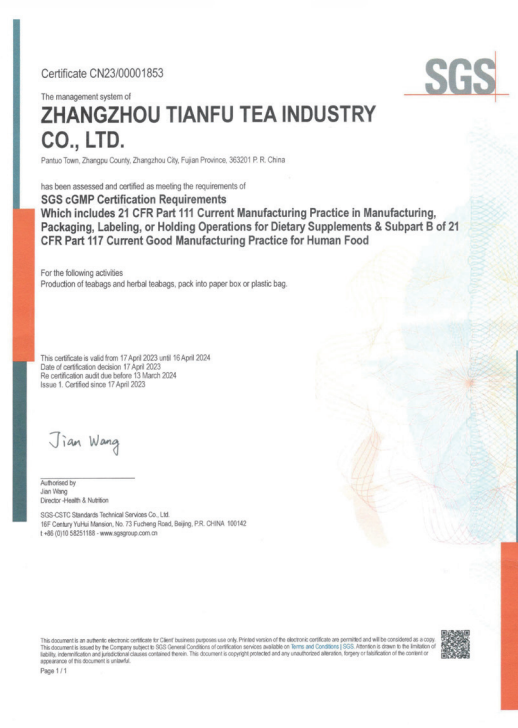 Certificate CN23/00001853
SGS
The management system of
ZHANGZHOU TIANFU TEA INDUSTRY
CO., LTD.
Pantuo Town, Zhangpu County, Zhangzhou City, Fujian Province, 363201 P. R. China
has been assessed and certified as meeting the requirements of
SGS cGMP Certification Requirements
Which includes 21 CFR Part 111 Current Manufacturing Practice in Manufacturing,
Packaging, Labeling, or Holding Operations for Dietary Supplements & Subpart B of 21
CFR Part 117 Current Good Manufacturing Practice for Human Food
For the following activities
Production of teabags and herbal teabags, pack into paper box or plastic bag.
This certificate is valid from 17 April 2023 until 16 April 2024
Date of certification decision 17 April 2023
Re certification audit due before 13 March 2024
Issue 1. Certified since 17 April 2023
Jian Wang
Authorised by
Jian Wang
Director -Health & Nutrition
SGS-CSTC Standards Technical Services Co., Ltd.
16F Century YuHui Mansion, No. 73 Fucheng Road, Beijing, P.R. CHINA 100142
t +86 (0)10 58251188 - www.sgsgroup.com.cn
This document is an authentic electronic certificate for Client' business purposes use only. Printed version of the electronic certificate are permitted and will be considered as a copy.
This document is issued by the Company subject to SGS General Conditions of certification services available on Terms and Conditions | SGS. Attention is drawn to the limitation of
liability, indemnification and jurisdictional clauses contained therein. This document is copyright protected and any unauthorized alteration, forgery or falsification of the content or
appearance of this document is unlawful.
Page 1 / 1